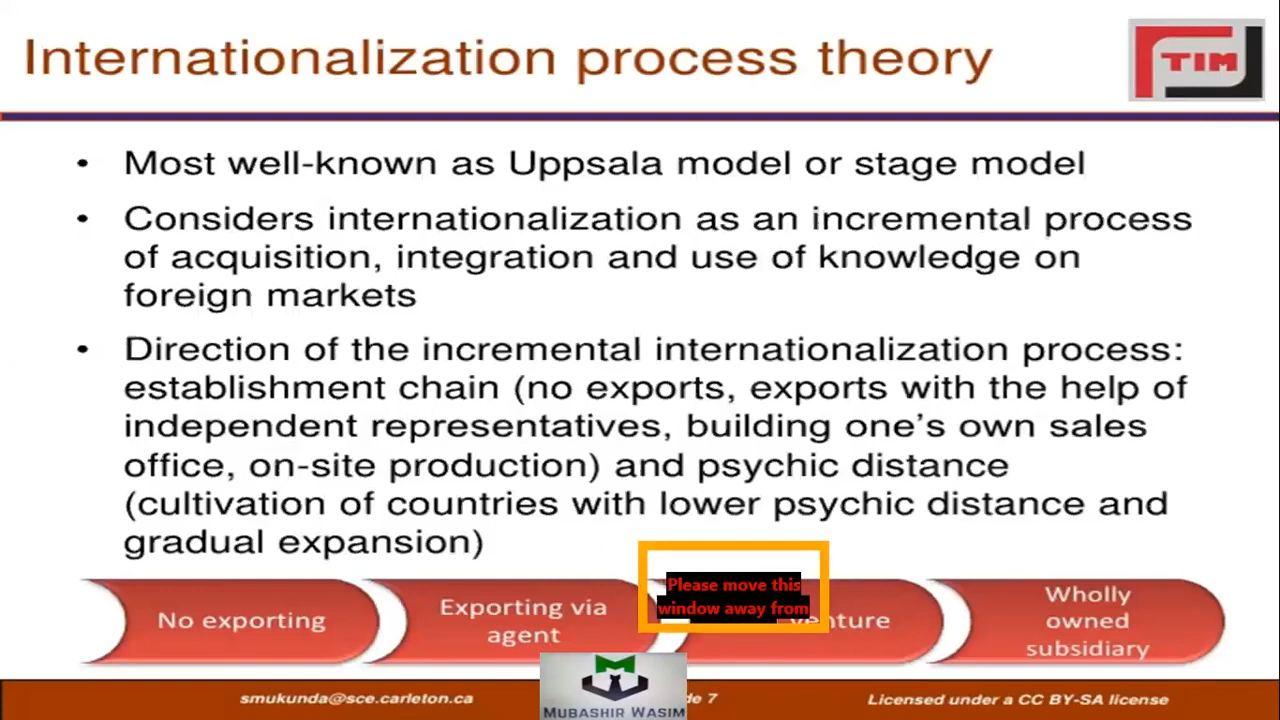 Internationalization process theory
TIM
• Most well-known as Uppsala model or stage model
• Considers internationalization as an incremental process
of acquisition, integration and use of knowledge on
foreign markets
• Direction of the incremental internationalization process:
establishment chain (no exports, exports with the help of
independent representatives, building one’s own sales
office, on-site production) and psychic distance
(cultivation of countries with lower psychic distance and
gradual expansion)
No exporting
Exporting via
agent
Please move this
window away from
venture
Wholly
owned
subsidiary
smukunda@sce.carleton.ca
MUBASHIR WASIM
7
Licensed under a CC BY-SA license